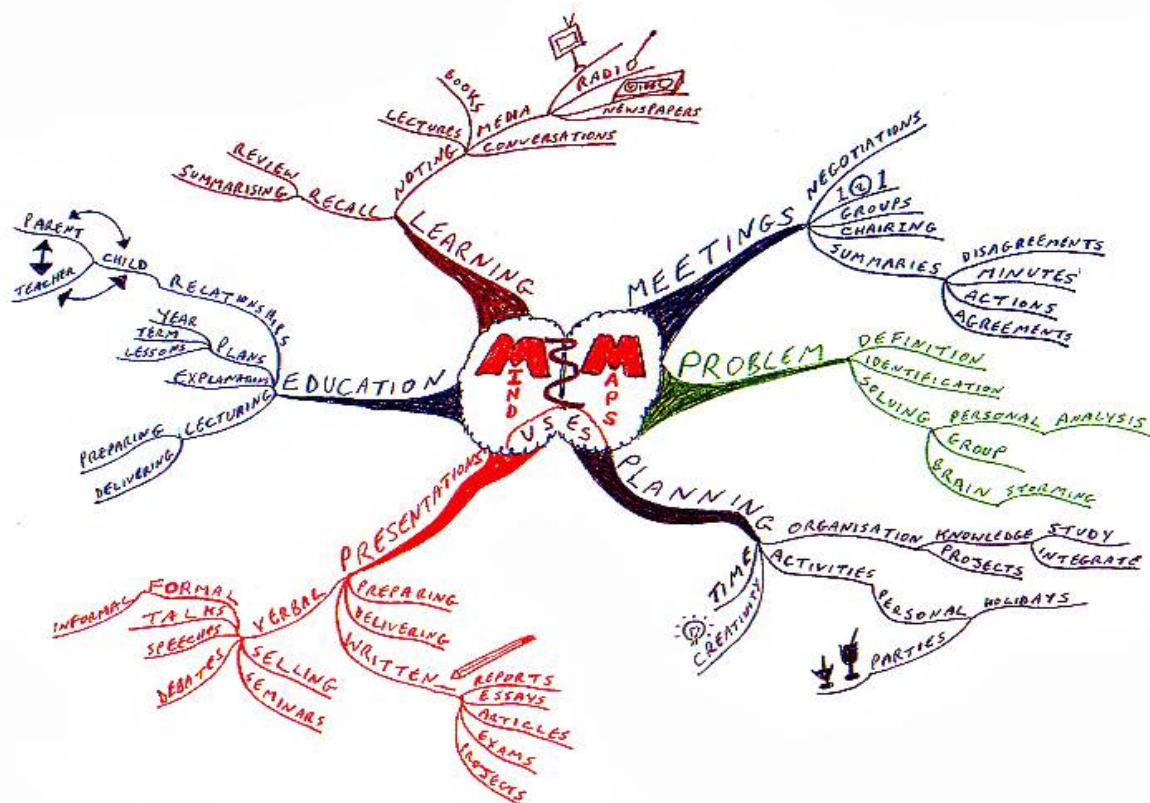 MIND MAPS
USES
LEARNING
RECALL
REVIEW
SUMMARISING
NOTING
LECTURES
BOOKS
MEDIA
RADIO
NEWSPAPERS
CONVERSATIONS
MEETINGS
NEGOTIATIONS
1 2 1
GROUPS
CHAIRING
SUMMARIES
DISAGREEMENTS
MINUTES
ACTIONS
AGREEMENTS
PROBLEM
DEFINITION
IDENTIFICATION
SOLVING
PERSONAL ANALYSIS
GROUP
BRAIN STORMING
PLANNING
ORGANISATION
KNOWLEDGE
STUDY
INTEGRATE
PROJECTS
ACTIVITIES
PERSONAL
HOLIDAYS
PARTIES
TIME
CREATIVITY
PRESENTATIONS
PREPARING
DELIVERING
WRITTEN
REPORTS
ESSAYS
ARTICLES
EXAMS
PROJECTS
VERBAL
FORMAL
INFORMAL
TALKS
SPEECHES
DEBATES
SELLING
SEMINARS
EDUCATION
RELATIONSHIPS
CHILD
PARENT
TEACHER
PLANS
YEAR
TERM
LESSONS
EXPLANATIONS
LECTURING
PREPARING
DELIVERING